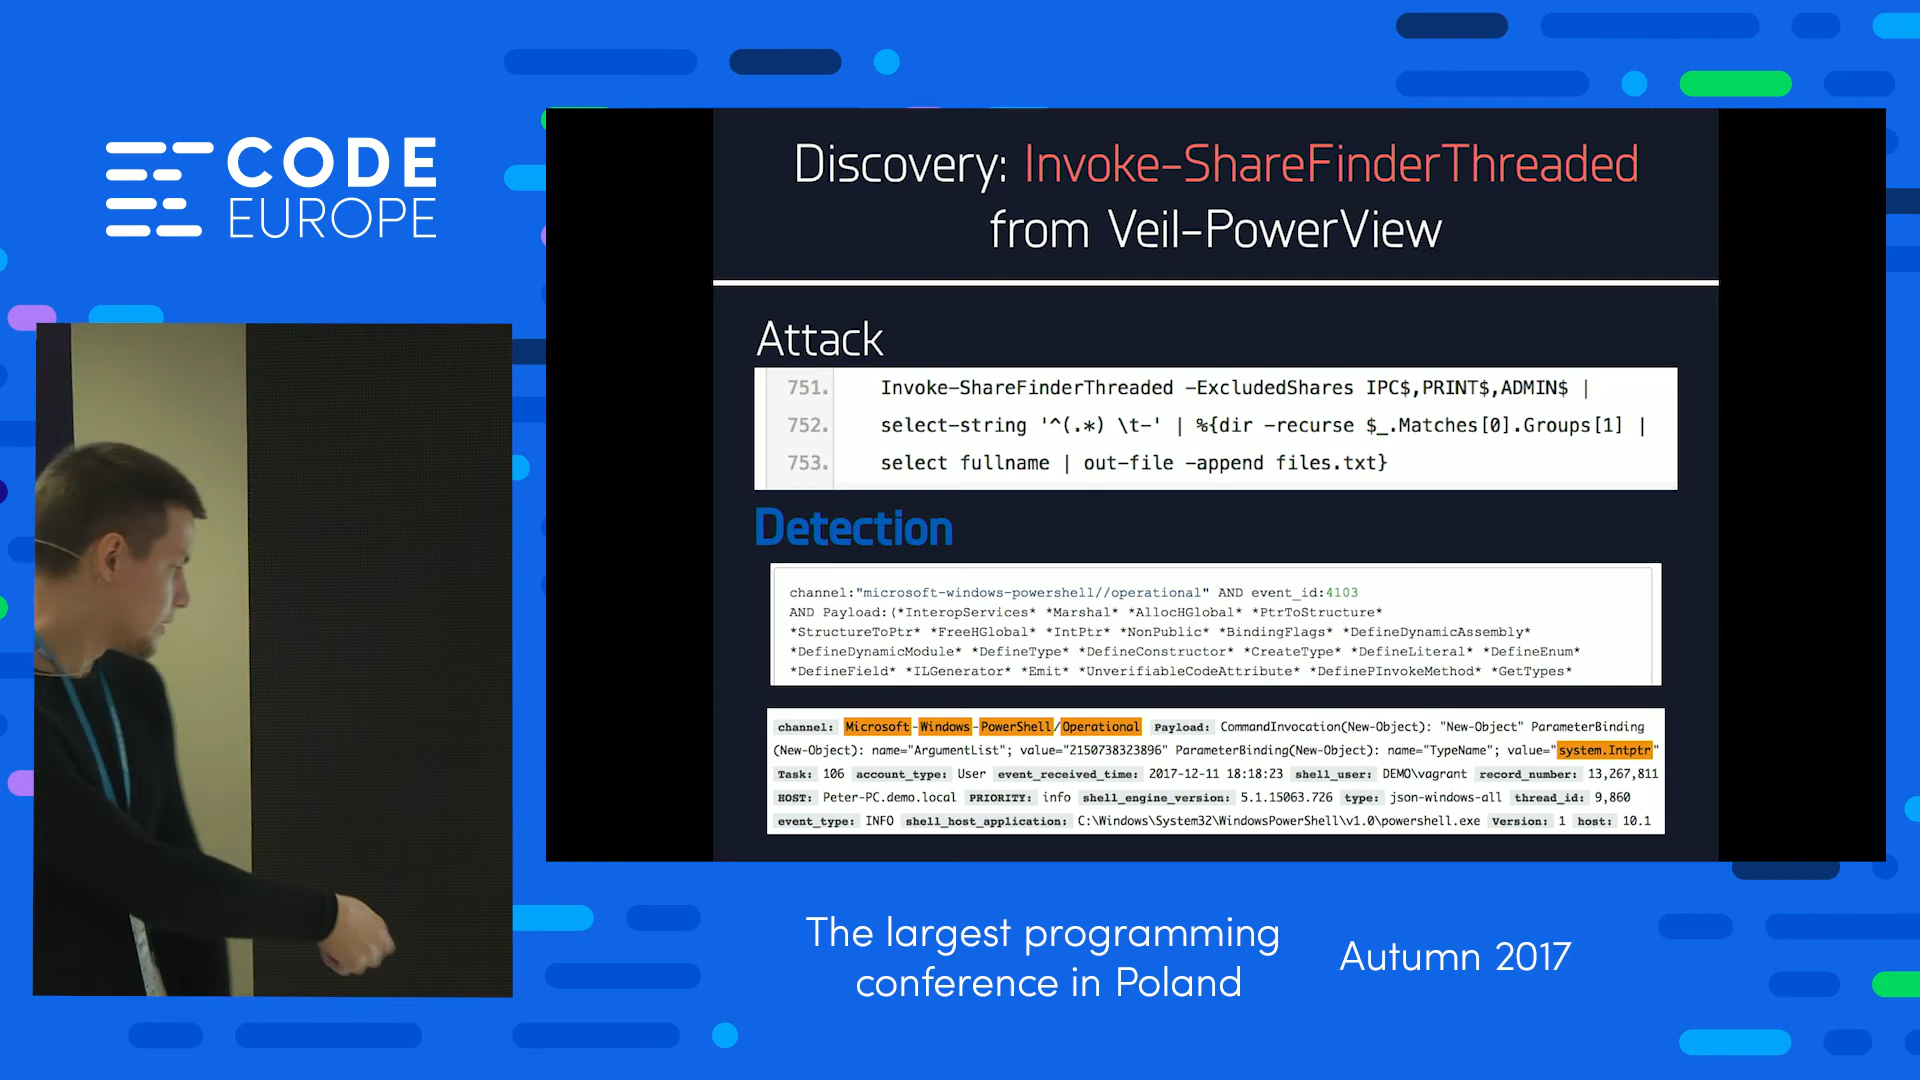 CODE
EUROPE
Discovery: Invoke-ShareFinderThreaded
from Veil-PowerView
Attack
751. Invoke-ShareFinderThreaded -ExcludedShares IPC$,PRINT$,ADMIN$ |
752. select-string '^(.*) \t-' | %{dir -recurse $_.Matches[0].Groups[1] |
753. select fullname | out-file -append files.txt}
Detection
channel:"microsoft-windows-powershell//operational" AND event_id:4103
AND Payload:(*InteropServices* *Marshal* *AllocHGlobal* *PtrToStructure*
*StructureToPtr* *FreeHGlobal* *IntPtr* *NonPublic* *BindingFlags* *DefineDynamicAssembly*
*DefineDynamicModule* *DefineType* *DefineConstructor* *CreateType* *DefineLiteral* *DefineEnum*
*DefineField* *ILGenerator* *Emit* *UnverifiableCodeAttribute* *DefinePInvokeMethod* *GetTypes*
channel: Microsoft-Windows-PowerShell/Operational Payload: CommandInvocation(New-Object): "New-Object" ParameterBinding
(New-Object): name="ArgumentList"; value="2150738323896" ParameterBinding(New-Object): name="TypeName"; value="system.Intptr"
Task: 106 account_type: User event_received_time: 2017-12-11 18:18:23 shell_user: DEMO\vagrant record_number: 13,267,811
HOST: Peter-PC.demo.local PRIORITY: info shell_engine_version: 5.1.15063.726 type: json-windows-all thread_id: 9,860
event_type: INFO shell_host_application: C:\Windows\System32\WindowsPowerShell\v1.0\powershell.exe Version: 1 host: 10.1
The largest programming
conference in Poland
Autumn 2017